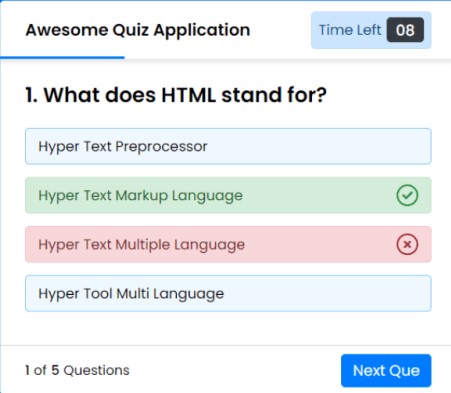 Awesome Quiz Application
Time Left 08
1. What does HTML stand for?
Hyper Text Preprocessor
Hyper Text Markup Language
Hyper Text Multiple Language
Hyper Tool Multi Language
1 of 5 Questions
Next Que